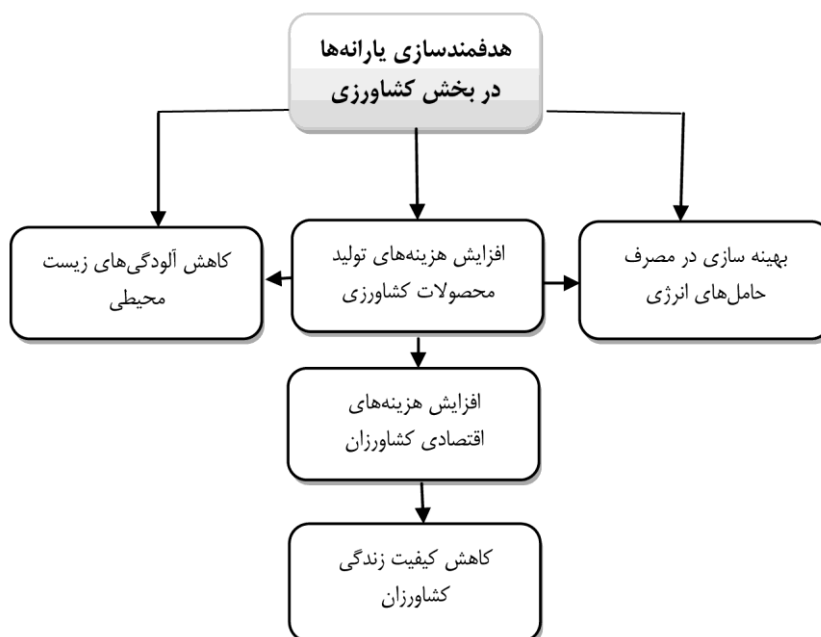 هدفمندسازی یارانه‌ها
در بخش کشاورزی
بهینه سازی در مصرف
حامل‌های انرژی
افزایش هزینه‌های تولید
محصولات کشاورزی
کاهش آلودگی‌های زیست
محیطی
افزایش هزینه‌های
اقتصادی کشاورزان
کاهش کیفیت زندگی
کشاورزان